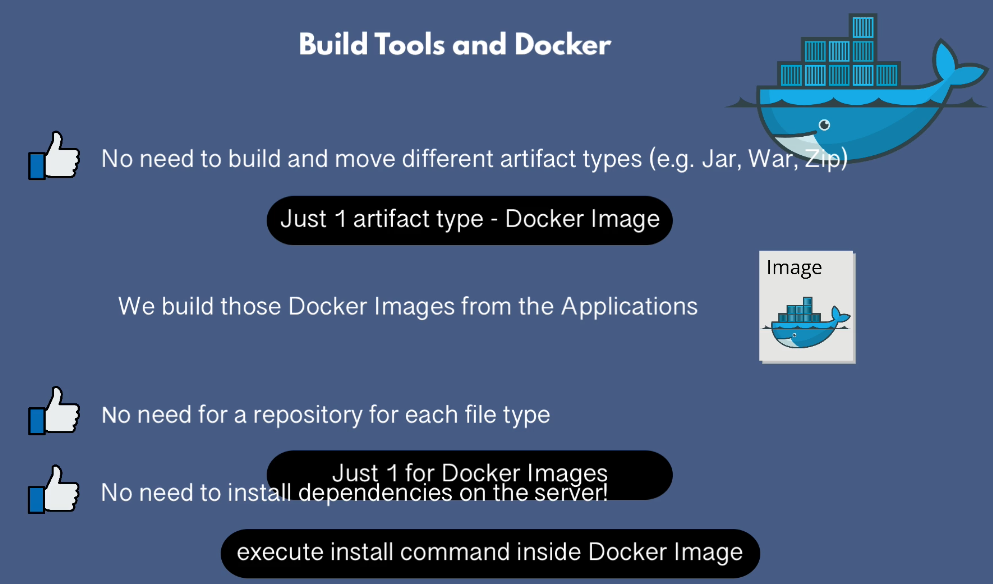 Build Tools and Docker
No need to build and move different artifact types (e.g. Jar, War, Zip)
Just 1 artifact type - Docker Image
Image
We build those Docker Images from the Applications
No need for a repository for each file type
Just 1 for Docker Images
No need to install dependencies on the server!
execute install command inside Docker Image